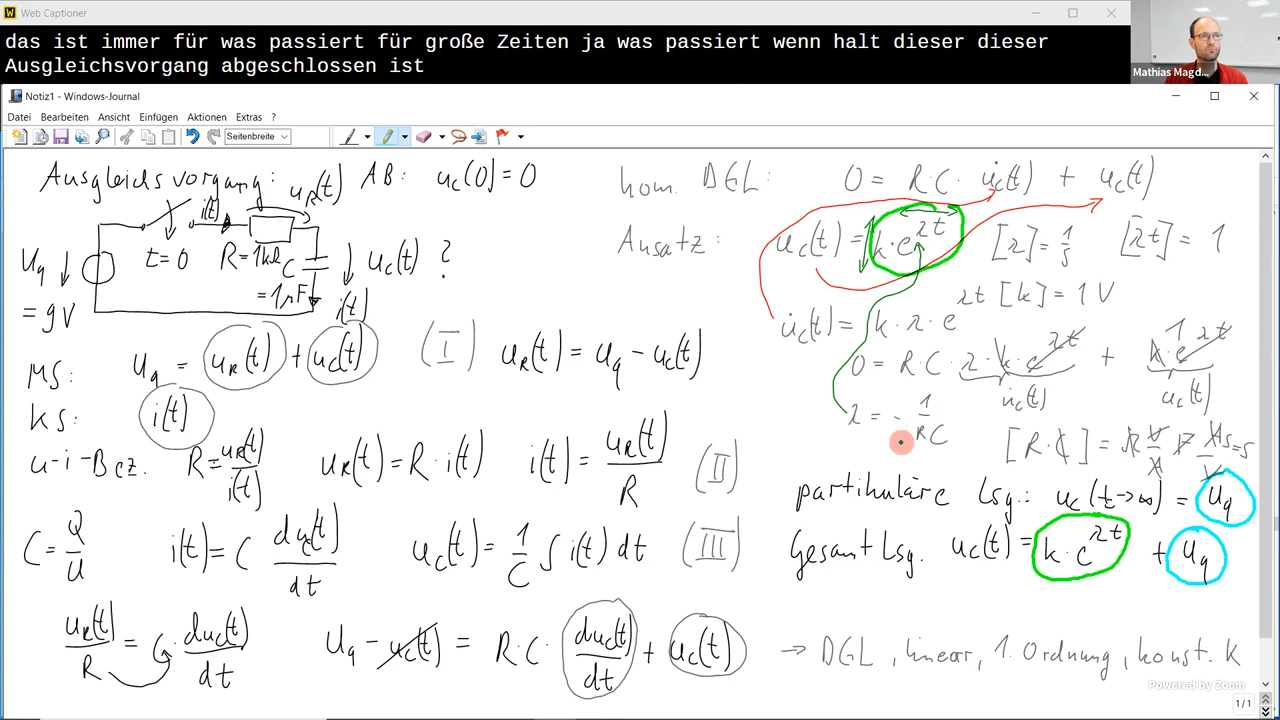 Web Captioner
das ist immer für was passiert für große Zeiten ja was passiert wenn halt dieser dieser
Ausgleichsvorgang abgeschlossen ist
Mathias Magd...
Notiz1 - Windows-Journal
Datei Bearbeiten Ansicht Einfügen Aktionen Extras ?
Seitenbreite
Ausgleichsvorgang: AB: uc(0)=0
uR(t)
i(t)
Uq t=0 R=1kΩ C uc(t) ?
=1µF
= 9V i(t)
MS: Uq = uR(t) + uc(t) (I) uR(t) = Uq - uc(t)
KS: i(t)
u-i-Bez. R=uR(t)/i(t) uR(t)=R·i(t) i(t) = uR(t)/R (II)
C=Q/U i(t)=C duc(t)/dt uc(t)=1/C ∫ i(t) dt (III)
uR(t)/R = C·duc(t)/dt Uq - uc(t) = R·C· duc(t)/dt + uc(t) → DGL, linear, 1. Ordnung, konst. K
hom. DGL: 0 = R·C· u̇c(t) + uc(t)
Ansatz: uc(t)= k·e^λt [λ]=1/s [λt]= 1
[k]=1V
u̇c(t)= k·λ·e^λt
0 = R·C·λ·k·e^λt + k·e^λt
1
u̇c(t) uc(t)
λ = - 1/RC
partikuläre Lsg: uc(t→∞) = Uq
Gesamt Lsg. uc(t)= k·e^λt + Uq
Powered by Zoom
1/1